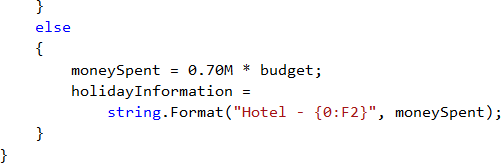 }
else
{
moneySpent = 0.70M * budget;
holidayInformation =
string.Format("Hotel - {0:F2}", moneySpent);
}
}